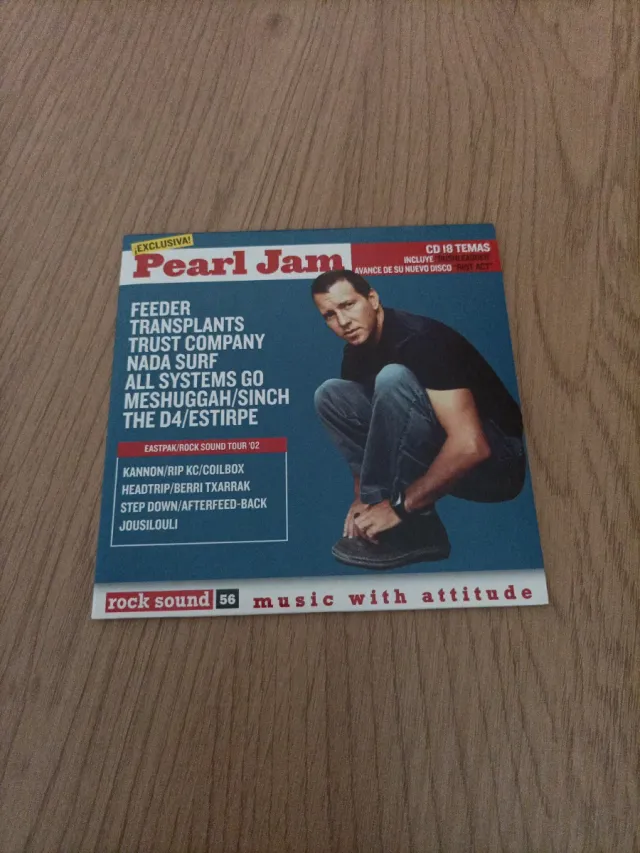 ¡EXCLUSIVA!
Pearl Jam
CD 18 TEMAS
INCLUYE
AVANCE DE SU NUEVO DISCO "RIOT ACT"
FEEDER
TRANSPLANTS
TRUST COMPANY
NADA SURF
ALL SYSTEMS GO
MESHUGGAH/SINCH
THE D4/ESTIRPE
EASTPAK/ROCK SOUND TOUR '02
KANNON/RIP KC/COILBOX
HEADTRIP/BERRI TXARRAK
STEP DOWN/AFTERFEED-BACK
JOUSILOULI
rock sound 56 music with attitude